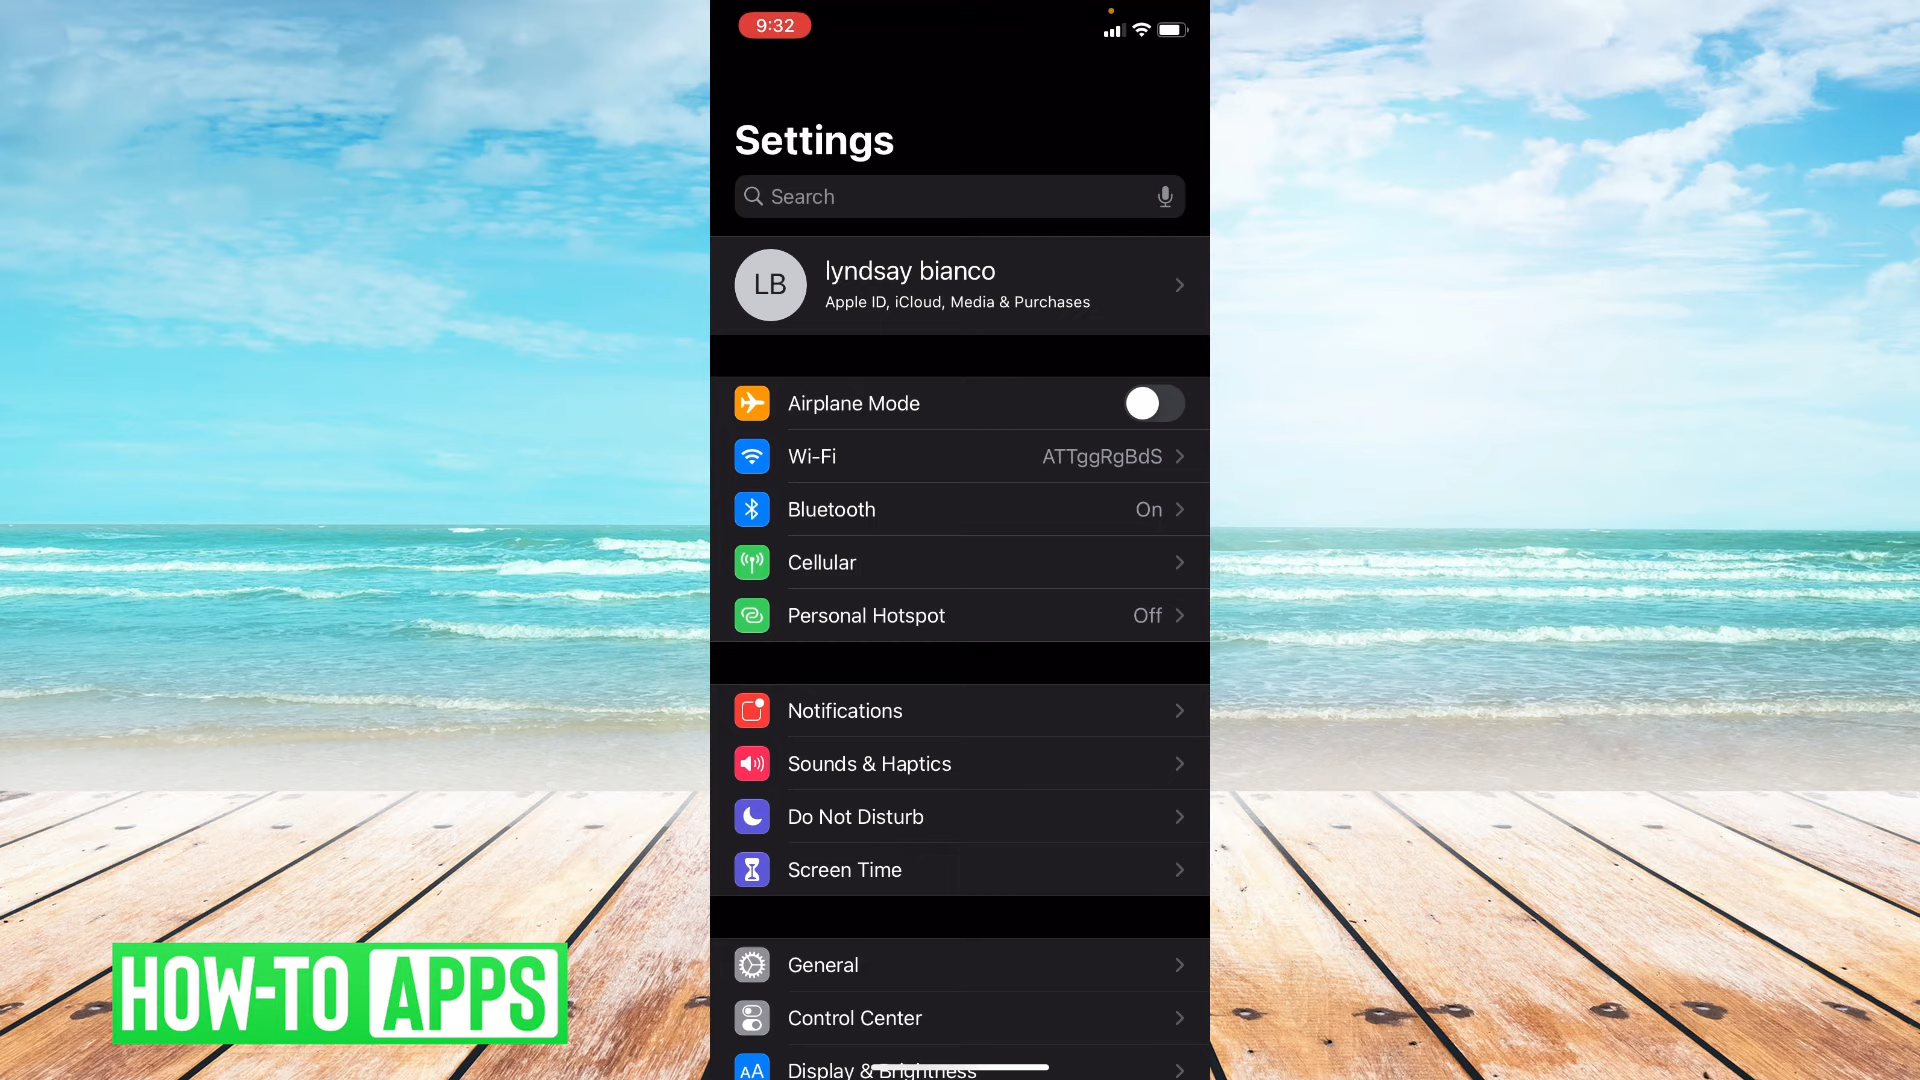 9:32
Settings
Search
LB
lyndsay bianco
Apple ID, iCloud, Media & Purchases
Airplane Mode
Wi-Fi ATTggRgBdS
Bluetooth On
Cellular
Personal Hotspot Off
Notifications
Sounds & Haptics
Do Not Disturb
Screen Time
General
Control Center
AA Display & Brightness
HOW-TO APPS